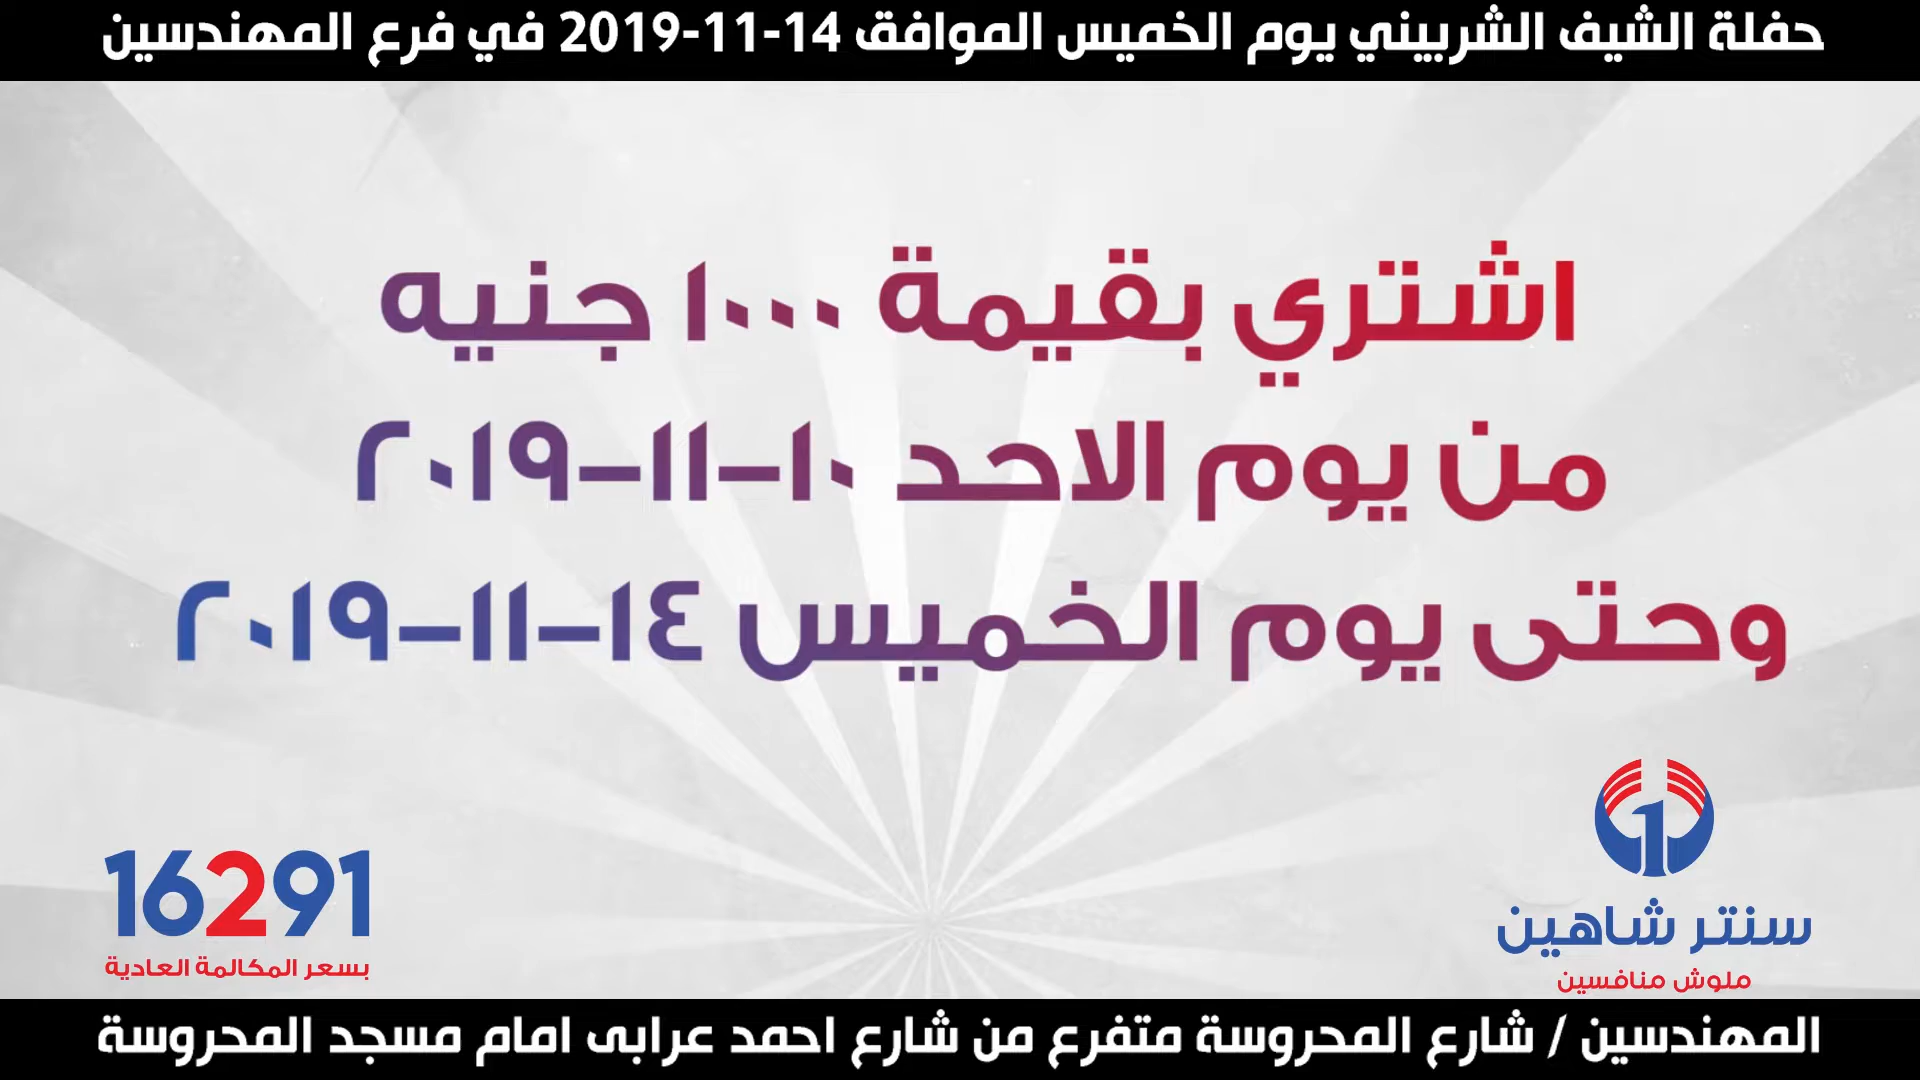 حفلة الشيف الشربيني يوم الخميس الموافق 14-11-2019 في فرع المهندسين
اشتري بقيمة ١٠٠٠ جنيه
من يوم الاحد ١٠-١١-٢٠١٩
وحتى يوم الخميس ١٤-١١-٢٠١٩
سنتر شاهين
ملوش منافسين
16291
بسعر المكالمة العادية
المهندسين / شارع المحروسة متفرع من شارع احمد عرابى امام مسجد المحروسة